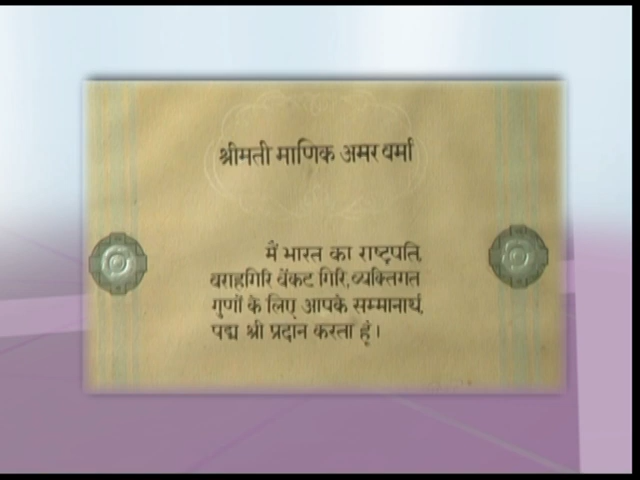 श्रीमती माणिक अमर वर्मा
मैं भारत का राष्ट्रपति,
वराहगिरि वेंकट गिरि, व्यक्तिगत
गुणों के लिए आपके सम्मानार्थ,
पद्म श्री प्रदान करता हूं।